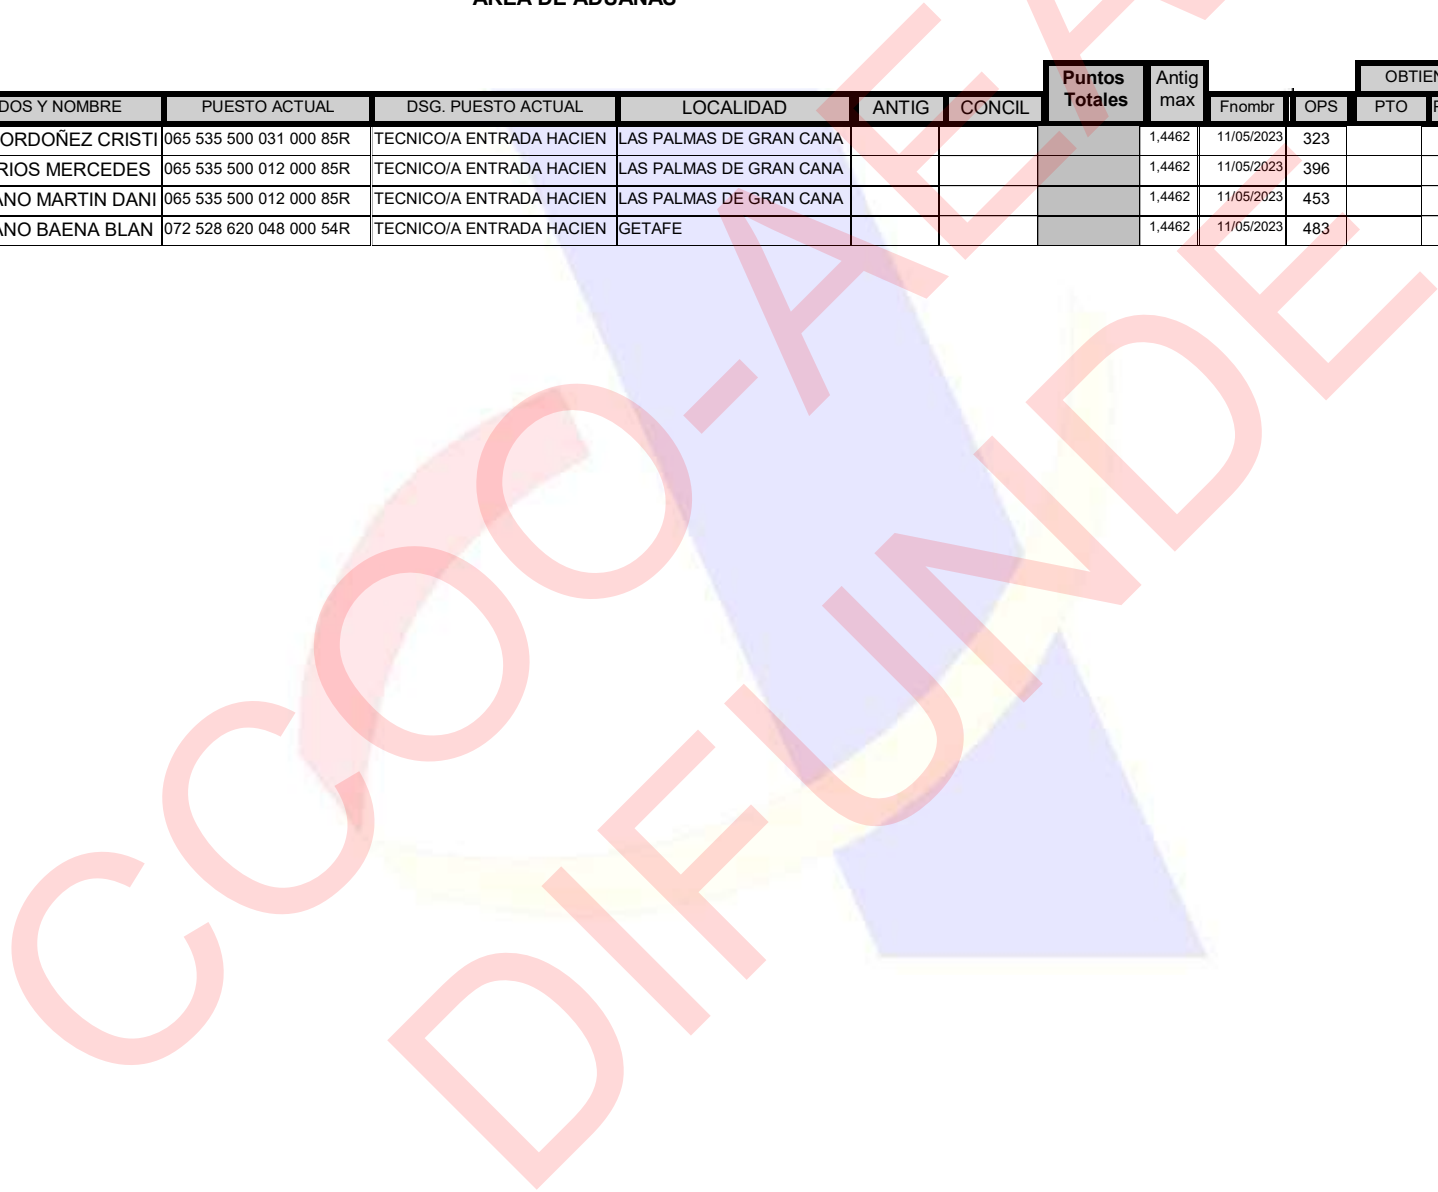 AREA DE ADUANAS
Puntos Totales Antig max OBTIEN
DOS Y NOMBRE PUESTO ACTUAL DSG. PUESTO ACTUAL LOCALIDAD ANTIG CONCIL Fnombr OPS PTO
ORDOÑEZ CRISTI 065 535 500 031 000 85R TECNICO/A ENTRADA HACIEN LAS PALMAS DE GRAN CANA 1,4462 11/05/2023 323
RIOS MERCEDES 065 535 500 012 000 85R TECNICO/A ENTRADA HACIEN LAS PALMAS DE GRAN CANA 1,4462 11/05/2023 396
ANO MARTIN DANI 065 535 500 012 000 85R TECNICO/A ENTRADA HACIEN LAS PALMAS DE GRAN CANA 1,4462 11/05/2023 453
ANO BAENA BLAN 072 528 620 048 000 54R TECNICO/A ENTRADA HACIEN GETAFE 1,4462 11/05/2023 483
CCOO-AEA
DIFUNDE